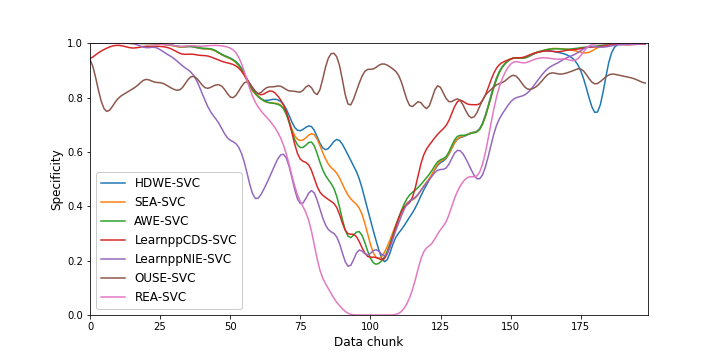 1.0
0.8
0.6
0.4
0.2
0.0
Specificity
HDWE-SVC
SEA-SVC
AWE-SVC
LearnppCDS-SVC
LearnppNIE-SVC
OUSE-SVC
REA-SVC
0 25 50 75 100 125 150 175
Data chunk